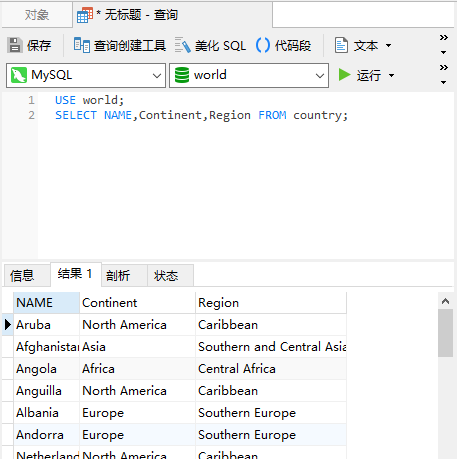 对象
* 无标题 - 查询
保存 查询创建工具 美化 SQL 代码段 文本
MySQL world 运行
1 USE world;
2 SELECT NAME,Continent,Region FROM country;
信息 结果 1 剖析 状态
NAME Continent Region
Aruba North America Caribbean
Afghanistan Asia Southern and Central Asia
Angola Africa Central Africa
Anguilla North America Caribbean
Albania Europe Southern Europe
Andorra Europe Southern Europe
Netherland North America Caribbean